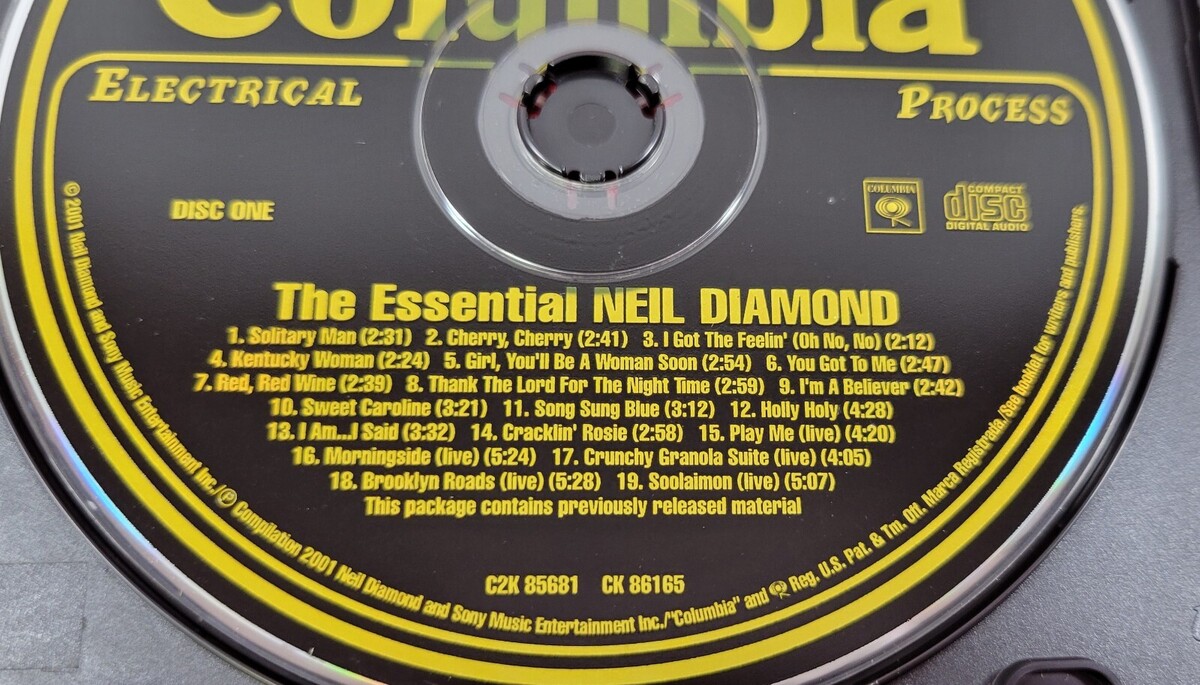 Columbia
ELECTRICAL
PROCESS
DISC ONE
COLUMBIA
COMPACT
disc
DIGITAL AUDIO
The Essential NEIL DIAMOND
1. Solitary Man (2:31) 2. Cherry, Cherry (2:41) 3. I Got The Feelin' (Oh No, No) (2:12)
4. Kentucky Woman (2:24) 5. Girl, You'll Be A Woman Soon (2:54) 6. You Got To Me (2:47)
7. Red, Red Wine (2:39) 8. Thank The Lord For The Night Time (2:59) 9. I'm A Believer (2:42)
10. Sweet Caroline (3:21) 11. Song Sung Blue (3:12) 12. Holly Holy (4:28)
13. I Am...I Said (3:32) 14. Cracklin' Rosie (2:58) 15. Play Me (live) (4:20)
16. Morningside (live) (5:24) 17. Crunchy Granola Suite (live) (4:05)
18. Brooklyn Roads (live) (5:28) 19. Soolaimon (live) (5:07)
This package contains previously released material
C2K 85681 CK 86165
© 2001 Neil Diamond and Sony Music Entertainment Inc./℗ Compilation 2001 Neil Diamond and Sony Music Entertainment Inc./"Columbia" and Reg. U.S. Pat. & Tm. Off. Marca Registrada./See booklet for writers and publishers.